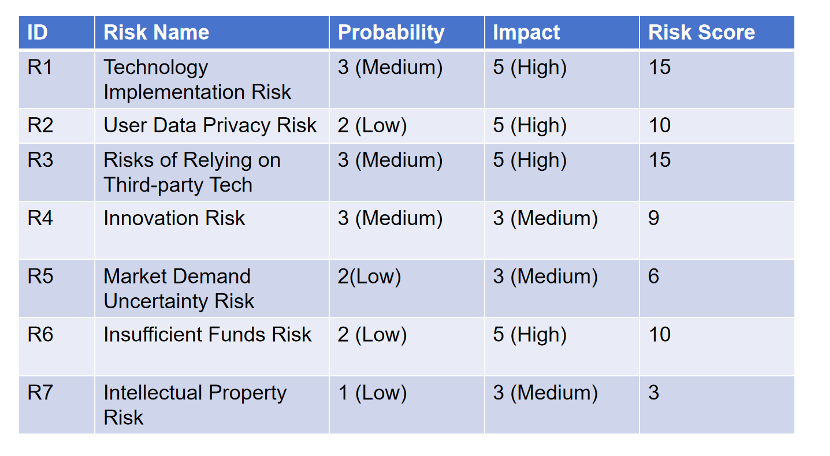 ID Risk Name Probability Impact Risk Score
R1 Technology 3 (Medium) 5 (High) 15
Implementation Risk
R2 User Data Privacy Risk 2 (Low) 5 (High) 10
R3 Risks of Relying on 3 (Medium) 5 (High) 15
Third-party Tech
R4 Innovation Risk 3 (Medium) 3 (Medium) 9
R5 Market Demand 2(Low) 3 (Medium) 6
Uncertainty Risk
R6 Insufficient Funds Risk 2 (Low) 5 (High) 10
R7 Intellectual Property 1 (Low) 3 (Medium) 3
Risk